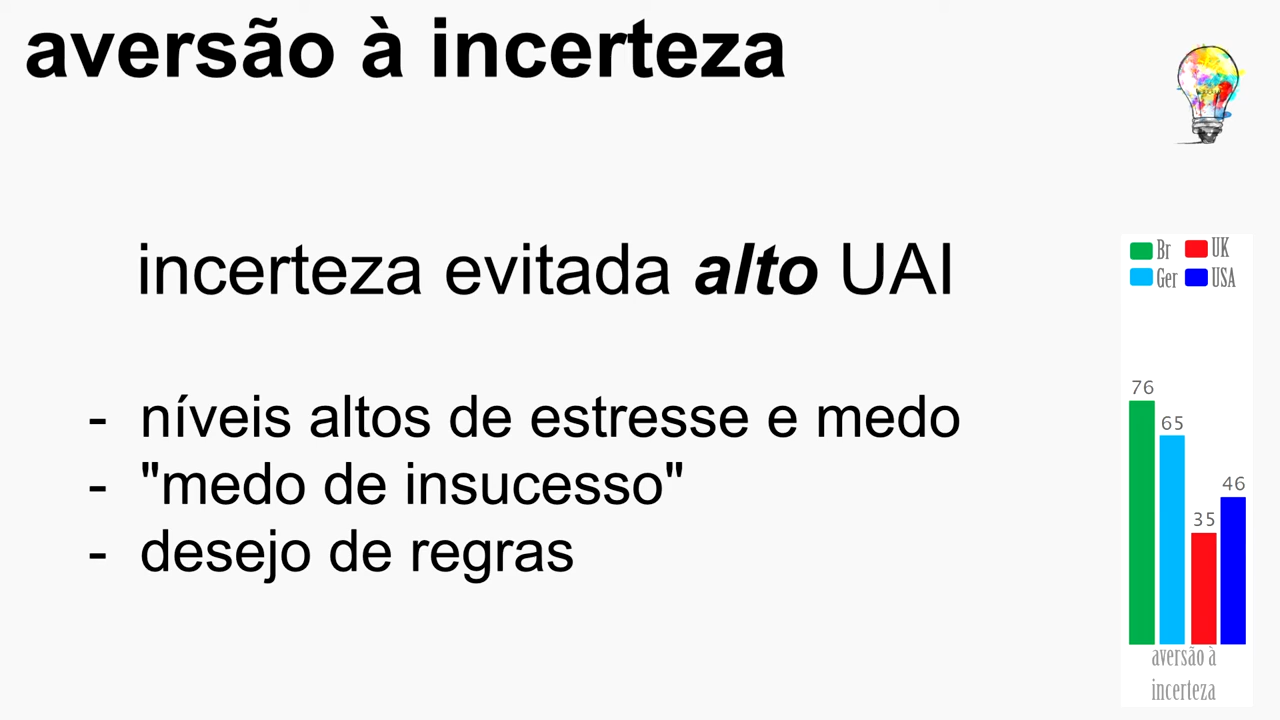 aversão à incerteza
incerteza evitada alto UAI
- níveis altos de estresse e medo
- "medo de insucesso"
- desejo de regras
Br UK
Ger USA
76
65
35
46
aversão à
incerteza